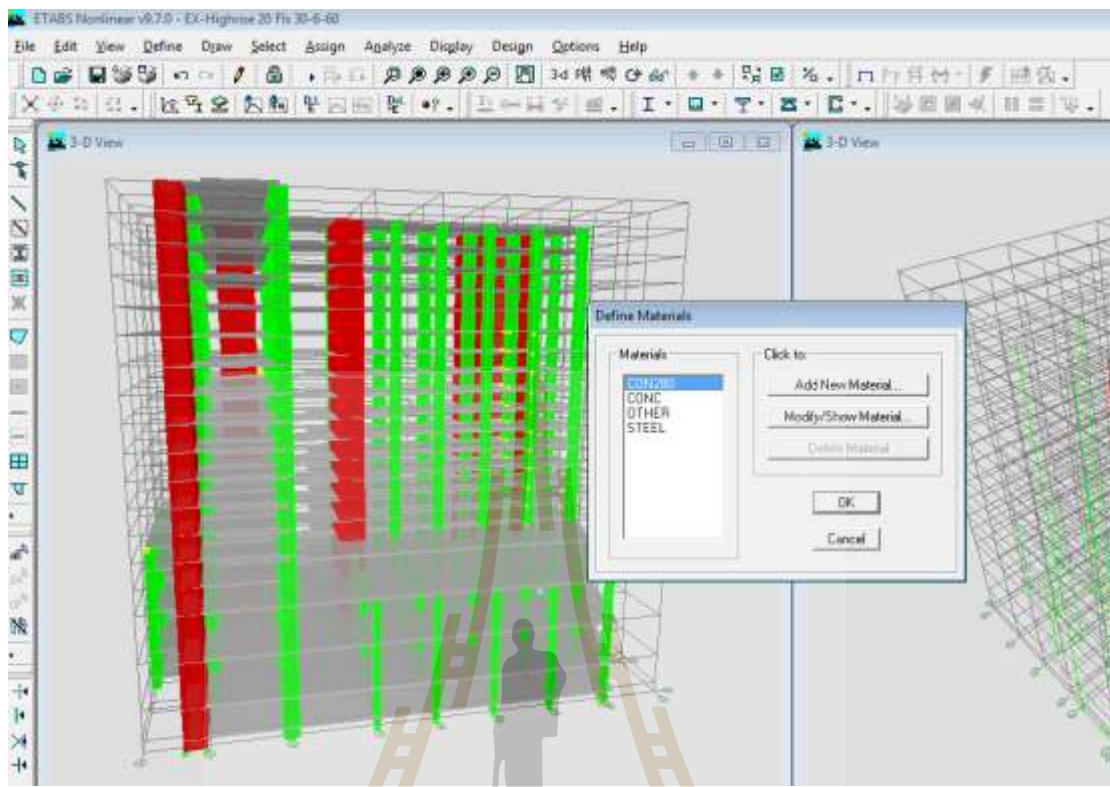 ETABS Nonlinear v9.7.0 - EX-Highrise 20 Fls 30-6-60
File Edit View Define Draw Select Assign Analyze Display Design Options Help
3-d
3-D View
3-D View
Define Materials
Materials
Click to:
CON280
CONC
OTHER
STEEL
Add New Material...
Modify/Show Material...
Delete Material
OK
Cancel